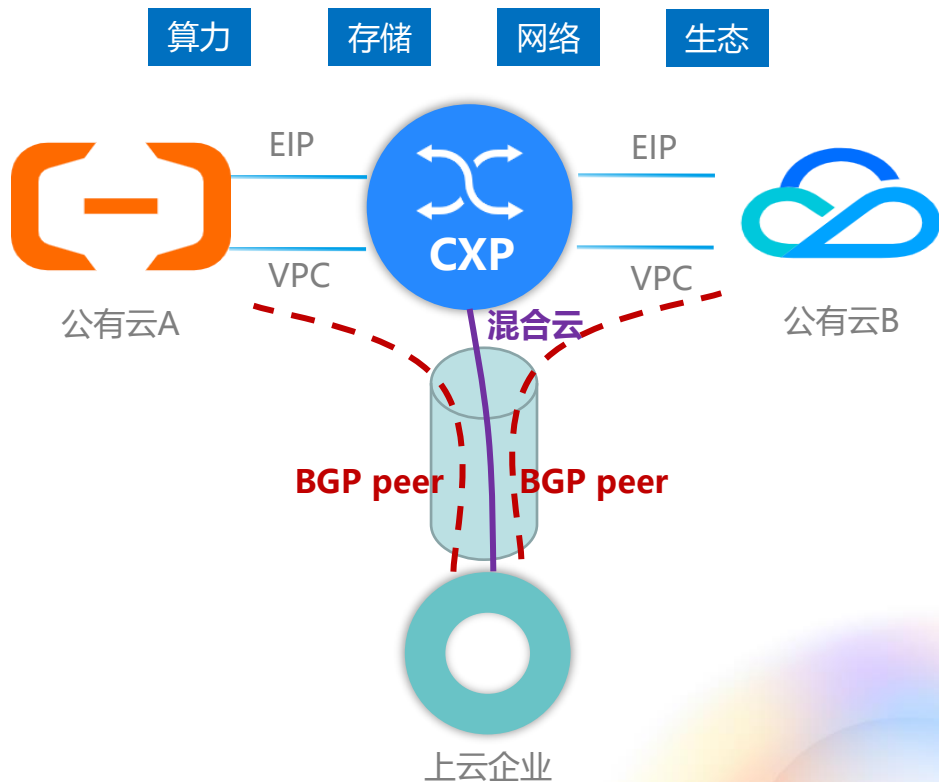 算力
存储
网络
生态
EIP
EIP
CXP
VPC
VPC
公有云A
混合云
公有云B
BGP peer
BGP peer
上云企业